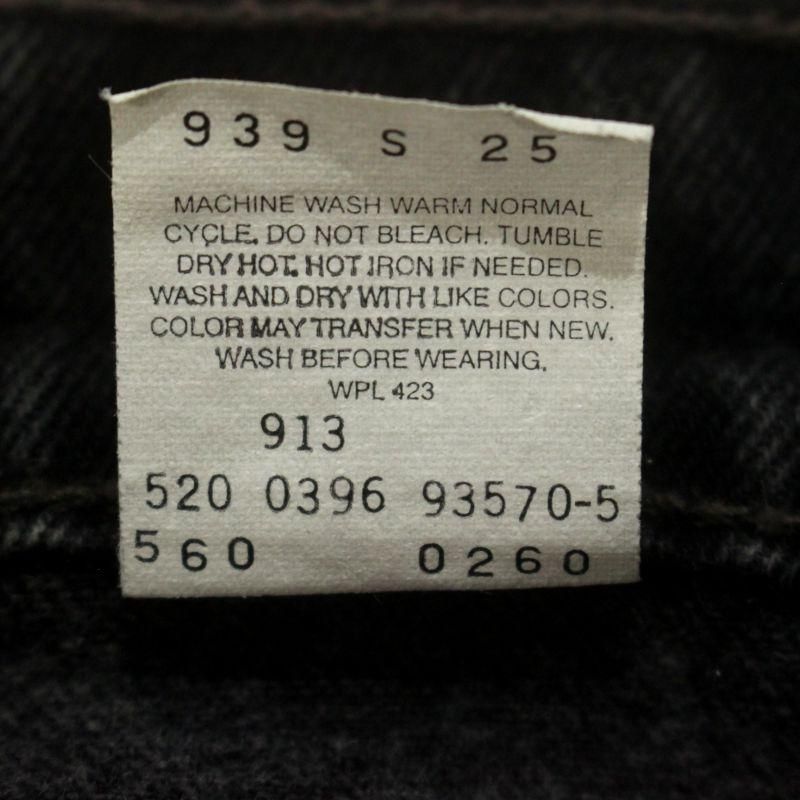 939 S 25
MACHINE WASH WARM NORMAL
CYCLE. DO NOT BLEACH. TUMBLE
DRY HOT. HOT IRON IF NEEDED.
WASH AND DRY WITH LIKE COLORS.
COLOR MAY TRANSFER WHEN NEW.
WASH BEFORE WEARING.
WPL 423
913
520 0396 93570-5
560 0260